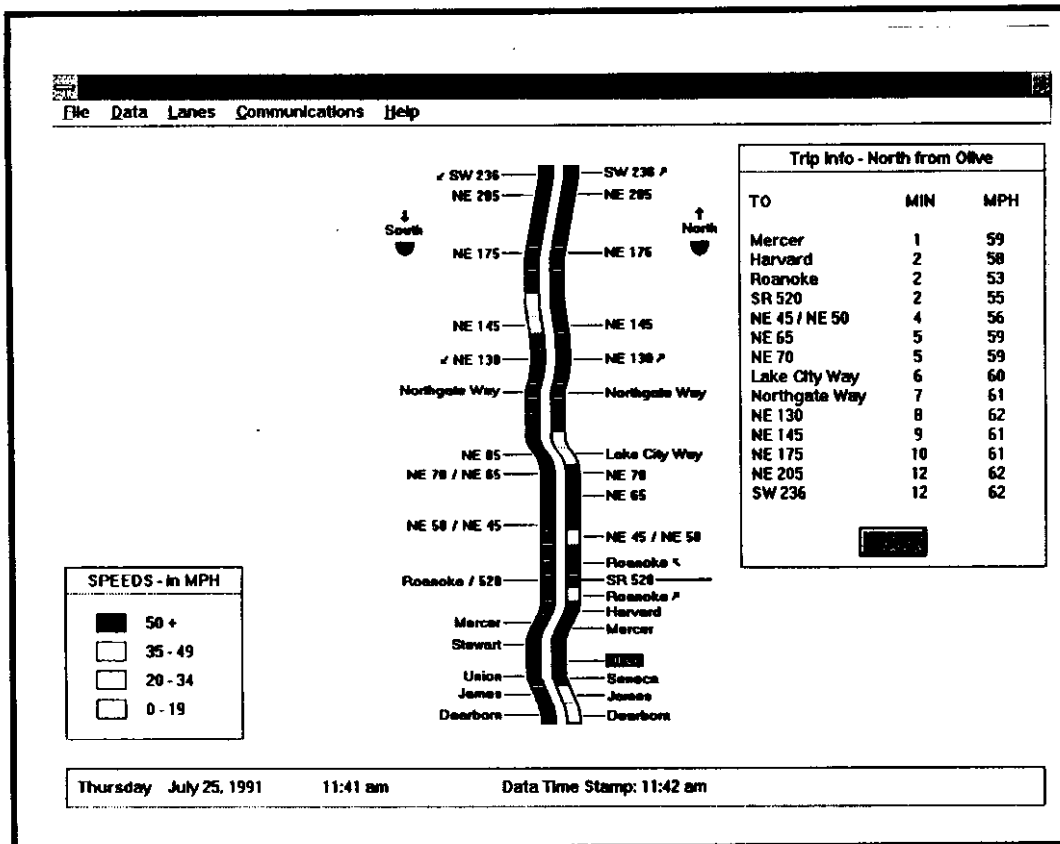 File Data Lanes Communications Help
SW 236
NE 205
South
NE 175
NE 145
NE 130
Northgate Way
NE 85
NE 70 / NE 65
NE 50 / NE 45
Roanoke / 520
Mercer
Stewart
Union
James
Dearborn
SW 236
NE 205
North
NE 175
NE 145
NE 130
Northgate Way
Lake City Way
NE 70
NE 65
NE 45 / NE 50
Roanoke
SR 520
Roanoke
Harvard
Mercer
Seneca
James
Dearborn
Trip Info - North from Olive
TO MIN MPH
Mercer 1 59
Harvard 2 58
Roanoke 2 53
SR 520 2 55
NE 45 / NE 50 4 56
NE 65 5 59
NE 70 5 59
Lake City Way 6 60
Northgate Way 7 61
NE 130 8 62
NE 145 9 61
NE 175 10 61
NE 205 12 62
SW 236 12 62
SPEEDS - in MPH
50 +
35 - 49
20 - 34
0 - 19
Thursday July 25, 1991 11:41 am Data Time Stamp: 11:42 am